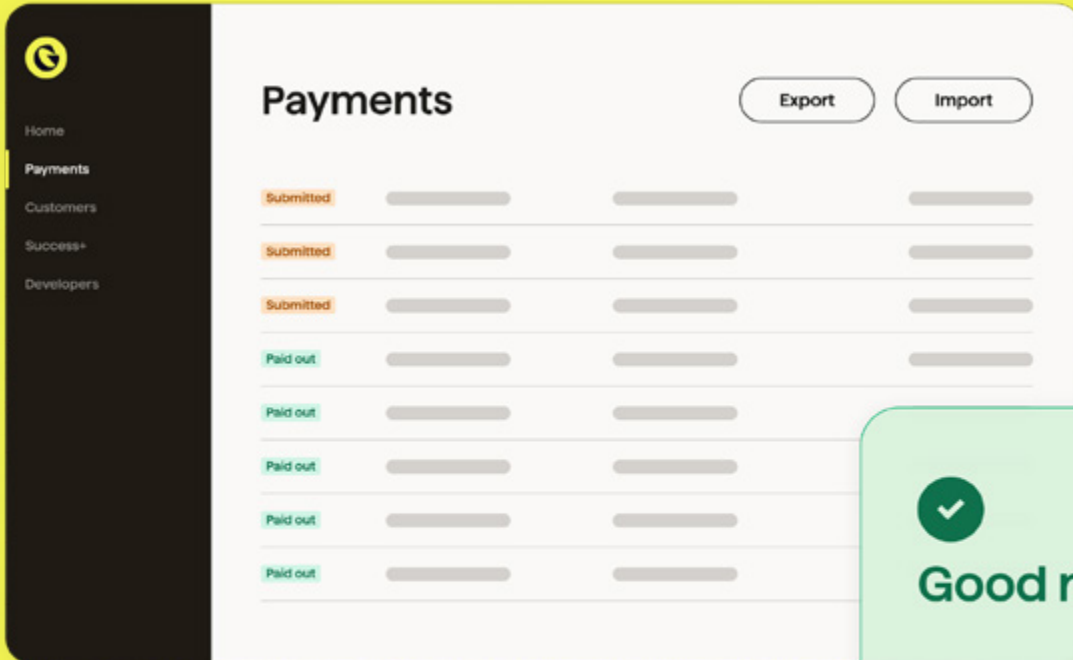 Home
Payments
Customers
Success+
Developers
Payments
Export
Import
Submitted
Submitted
Submitted
Paid out
Paid out
Paid out
Paid out
Paid out
Good